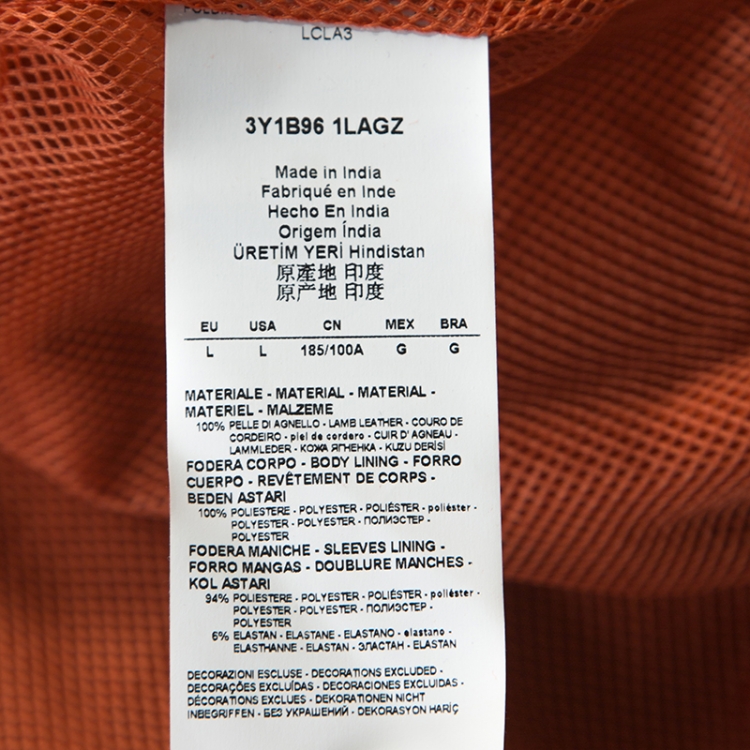 LCLA3
3Y1B96 1LAGZ
Made in India
Fabriqué en Inde
Hecho En India
Origem Índia
ÜRETİM YERİ Hindistan
原產地 印度
原产地 印度
EU USA CN MEX BRA
L L 185/100A G G
MATERIALE - MATERIAL - MATERIAL -
MATERIEL - MALZEME
100% PELLE DI AGNELLO - LAMB LEATHER - COURO DE
CORDEIRO - piel de cordero - CUIR D' AGNEAU -
LAMMLEDER - КОЖА ЯГНЕНКА - KUZU DERİSİ
FODERA CORPO - BODY LINING - FORRO
CUERPO - REVÊTEMENT DE CORPS -
BEDEN ASTARI
100% POLIESTERE - POLYESTER - POLIÉSTER - poliéster -
POLYESTER - POLYESTER - ПОЛИЭСТЕР -
POLYESTER
FODERA MANICHE - SLEEVES LINING -
FORRO MANGAS - DOUBLURE MANCHES -
KOL ASTARI
94% POLIESTERE - POLYESTER - POLIÉSTER - poliéster -
POLYESTER - POLYESTER - ПОЛИЭСТЕР -
POLYESTER
6% ELASTAN - ELASTANE - ELASTANO - elastano -
ELASTHANNE - ELASTAN - ЭЛАСТАН - ELASTAN
DECORAZIONI ESCLUSE - DECORATIONS EXCLUDED -
DECORAÇÕES EXCLUÍDAS - DECORACIONES EXCLUIDAS -
DÉCORATIONS EXCLUES - DEKORATIONEN NICHT
INBEGRIFFEN - БЕЗ УКРАШЕНИЙ - DEKORASYON HARİÇ